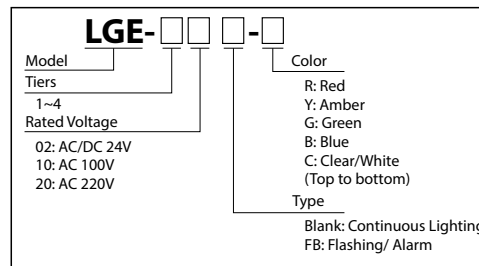 LGE-□□ □-□
Model
Tiers
1~4
Rated Voltage
02: AC/DC 24V
10: AC 100V
20: AC 220V
Color
R: Red
Y: Amber
G: Green
B: Blue
C: Clear/White
(Top to bottom)
Type
Blank: Continuous Lighting
FB: Flashing/ Alarm